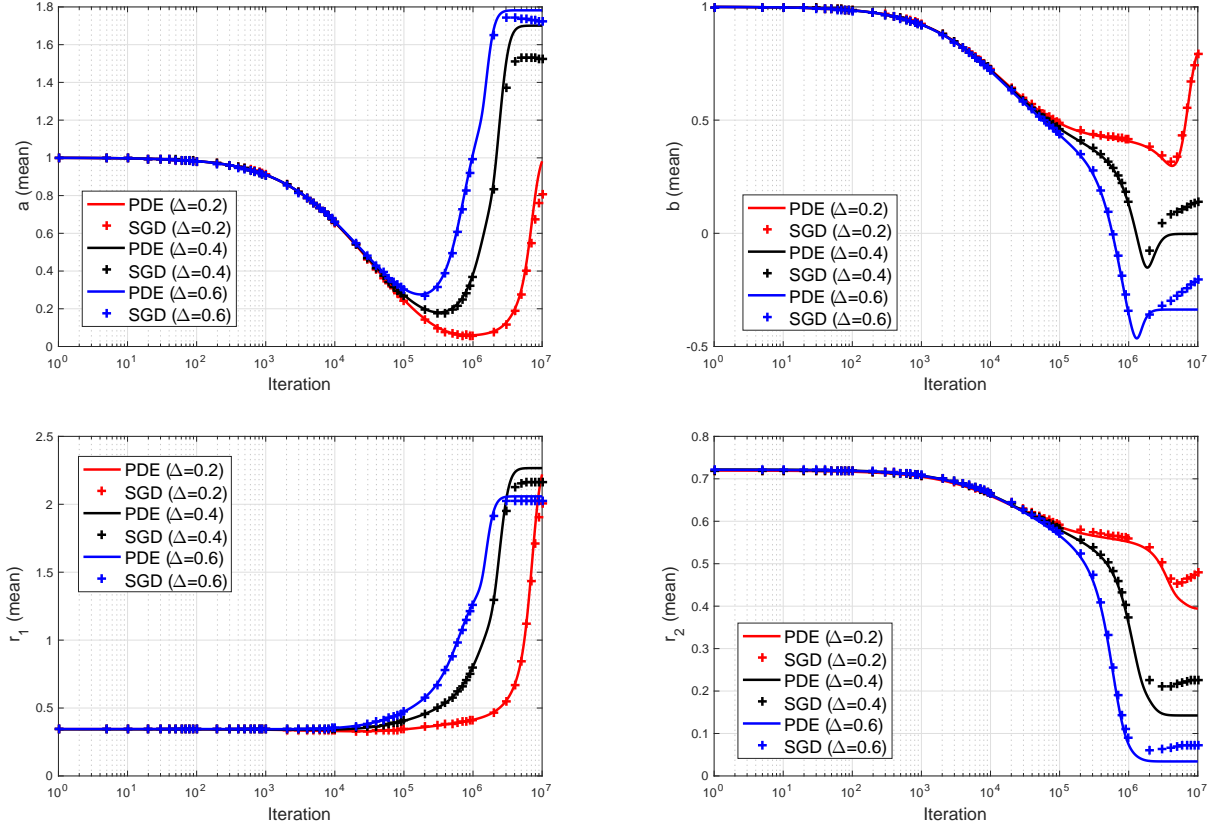 1.8
1.6
1.4
1.2
1
0.8
0.6
0.4
0.2
0
a (mean)
PDE (Δ=0.2)
SGD (Δ=0.2)
PDE (Δ=0.4)
SGD (Δ=0.4)
PDE (Δ=0.6)
SGD (Δ=0.6)
10^0 10^1 10^2 10^3 10^4 10^5 10^6 10^7
Iteration
1
0.5
0
-0.5
b (mean)
PDE (Δ=0.2)
SGD (Δ=0.2)
PDE (Δ=0.4)
SGD (Δ=0.4)
PDE (Δ=0.6)
SGD (Δ=0.6)
10^0 10^1 10^2 10^3 10^4 10^5 10^6 10^7
Iteration
2.5
2
1.5
1
0.5
0
r_1 (mean)
PDE (Δ=0.2)
SGD (Δ=0.2)
PDE (Δ=0.4)
SGD (Δ=0.4)
PDE (Δ=0.6)
SGD (Δ=0.6)
10^0 10^1 10^2 10^3 10^4 10^5 10^6 10^7
Iteration
0.8
0.7
0.6
0.5
0.4
0.3
0.2
0.1
0
r_2 (mean)
PDE (Δ=0.2)
SGD (Δ=0.2)
PDE (Δ=0.4)
SGD (Δ=0.4)
PDE (Δ=0.6)
SGD (Δ=0.6)
10^0 10^1 10^2 10^3 10^4 10^5 10^6 10^7
Iteration